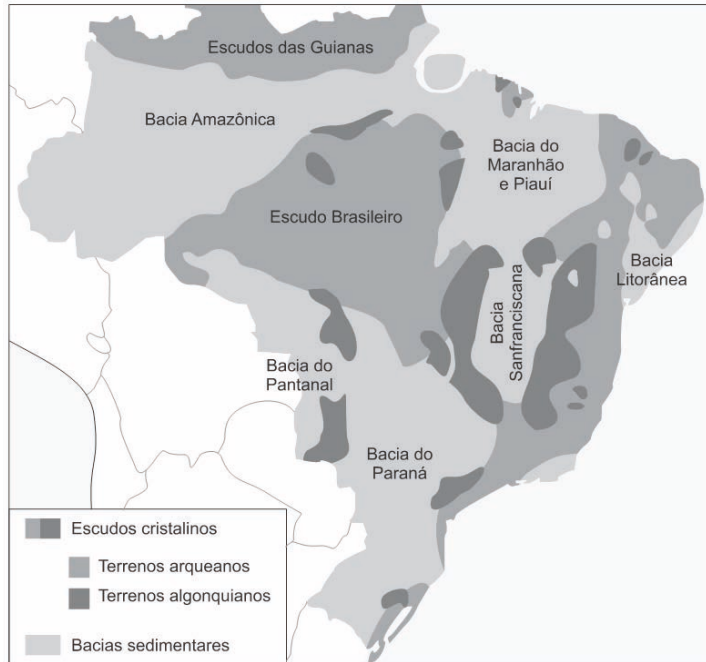 Escudos das Guianas
Bacia Amazônica
Bacia do
Maranhão
e Piauí
Escudo Brasileiro
Bacia
Litorânea
Bacia
Sanfranciscana
Bacia do
Pantanal
Bacia do
Paraná
Escudos cristalinos
Terrenos arqueanos
Terrenos algonquianos
Bacias sedimentares